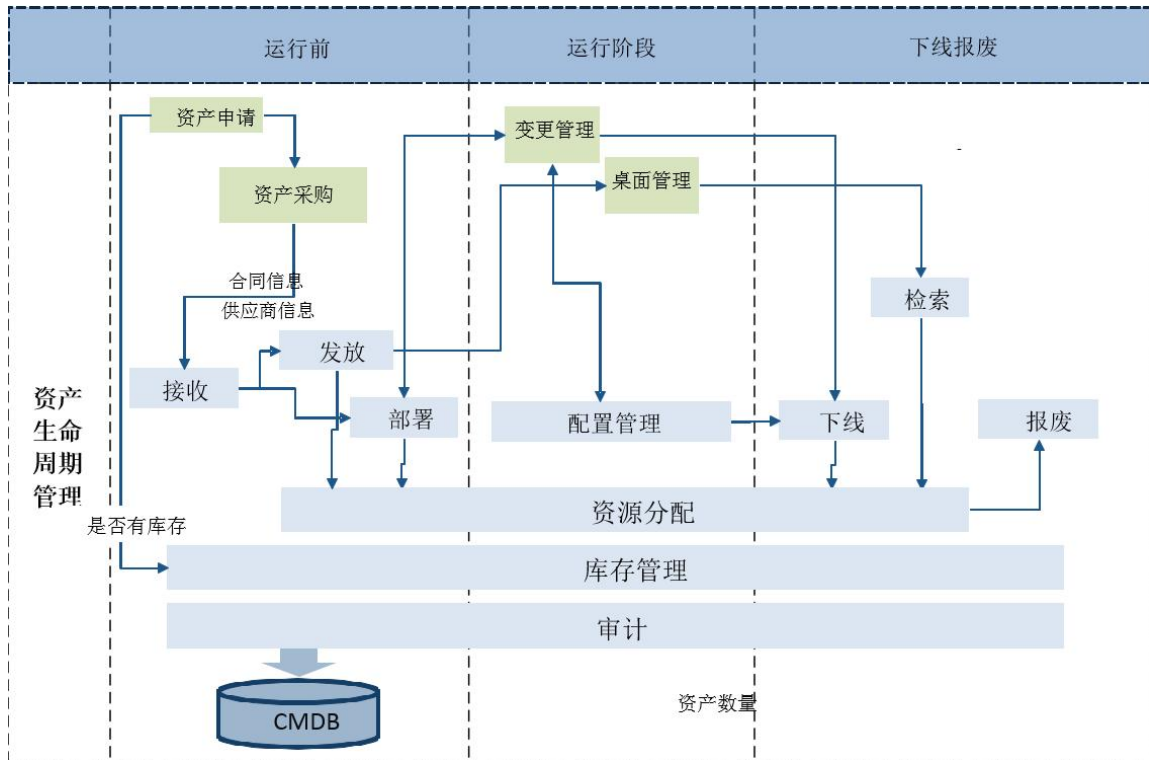 运行前
运行阶段
下线报废
资产申请
变更管理
桌面管理
资产采购
合同信息
供应商信息
检索
发放
接收
部署
配置管理
下线
报废
资产
生命
周期
管理
资源分配
是否有库存
库存管理
审计
CMDB
资产数量